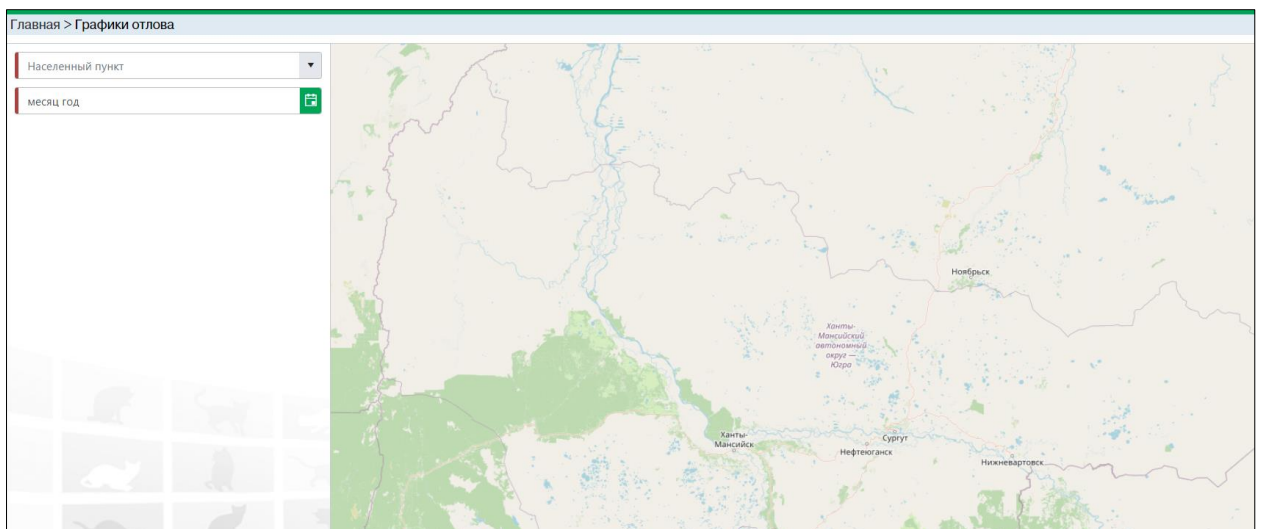 Главная > Графики отлова
Населенный пункт
месяц год
Ноябрьск
Ханты-
Мансийский
автономный
округ —
Югра
Ханты-
Мансийск
Сургут
Нефтеюганск
Нижневартовск